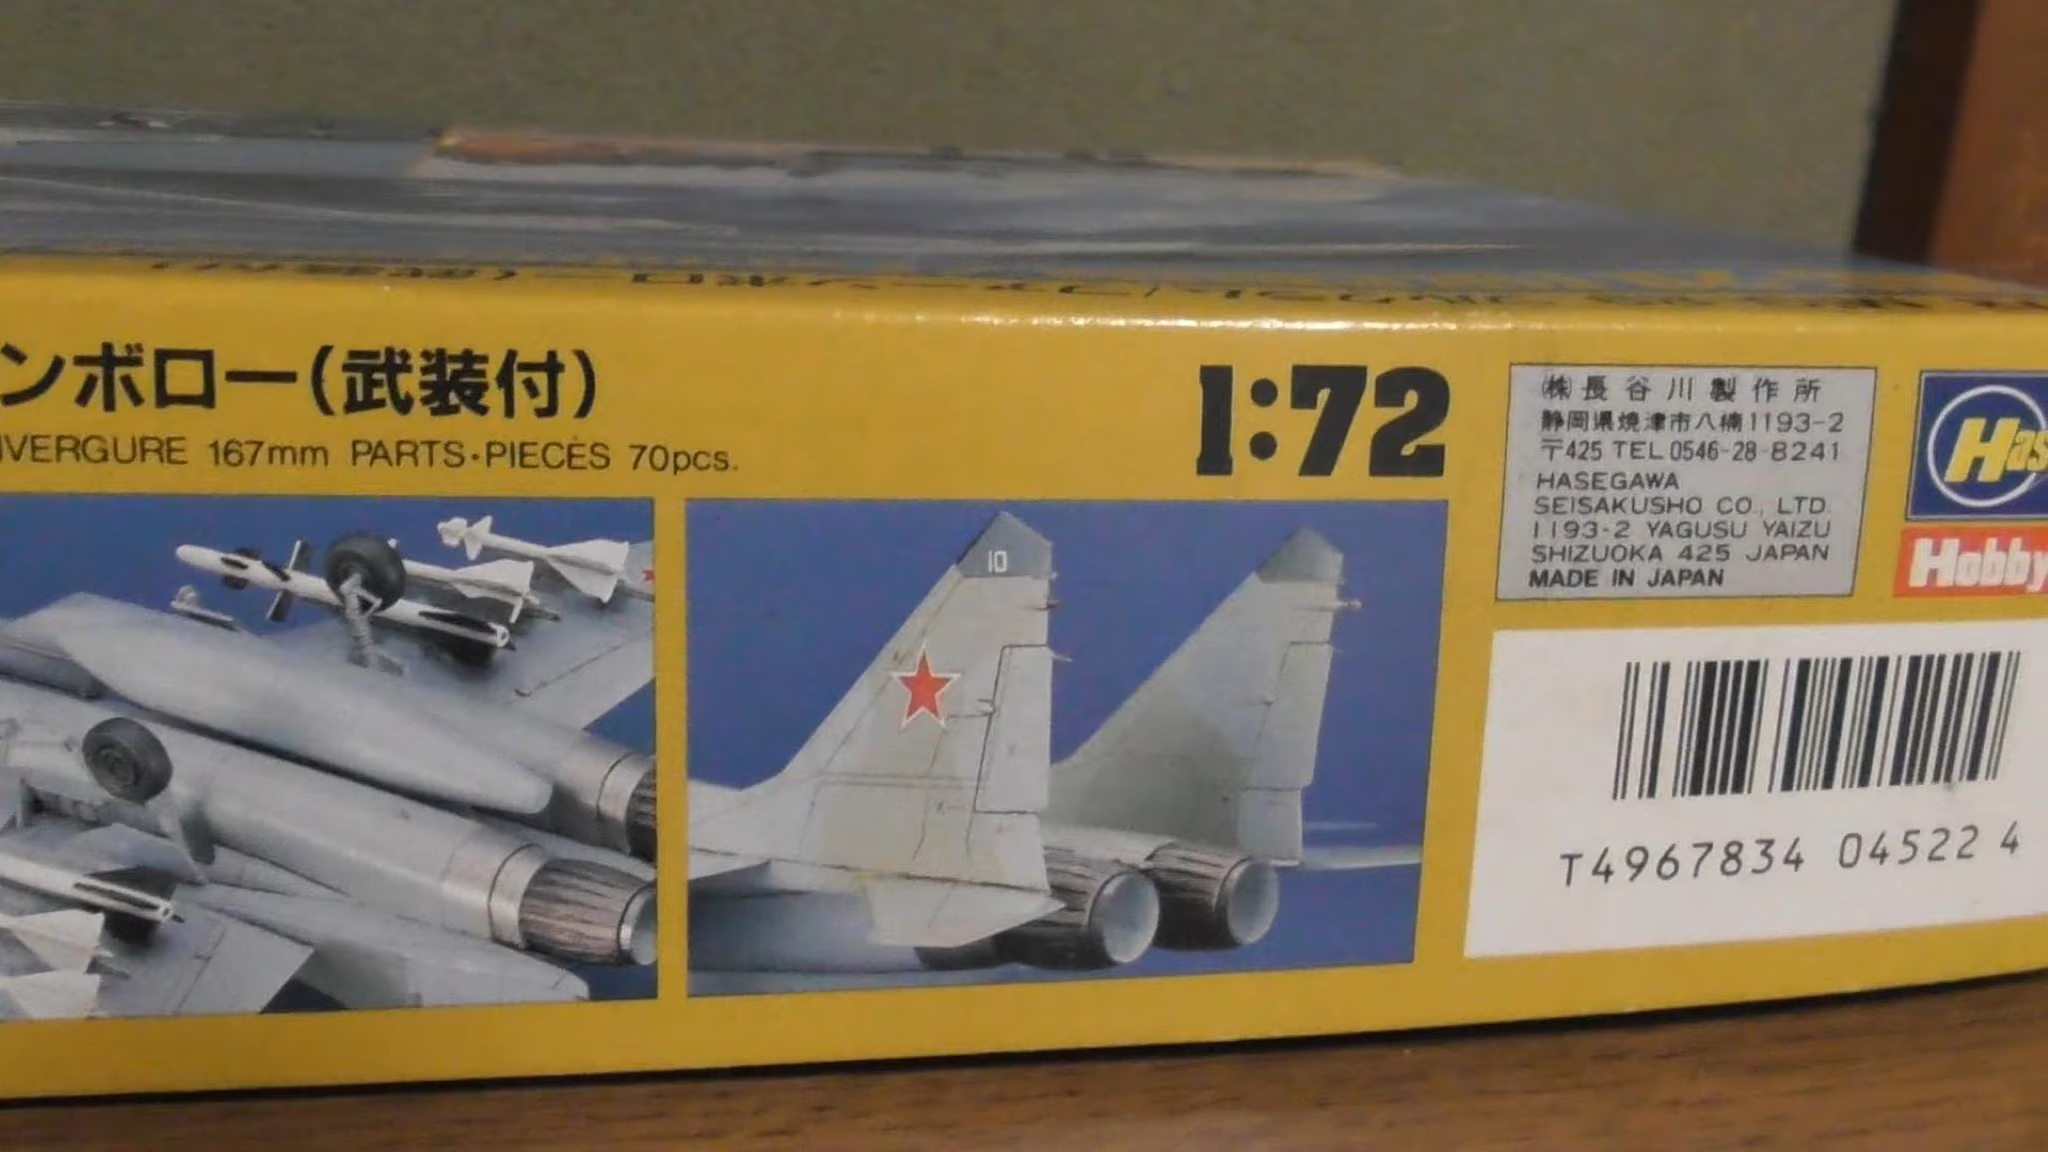 ンボロー(武装付)
IVERGURE 167mm PARTS・PIECES 70pcs.
1:72
㈱長谷川製作所
静岡県焼津市八楠1193-2
〒425 TEL 0546-28-8241
HASEGAWA
SEISAKUSHO CO., LTD.
1193-2 YAGUSU YAIZU
SHIZUOKA 425 JAPAN
MADE IN JAPAN
Has
Hobby
10
T4967834 04522 4